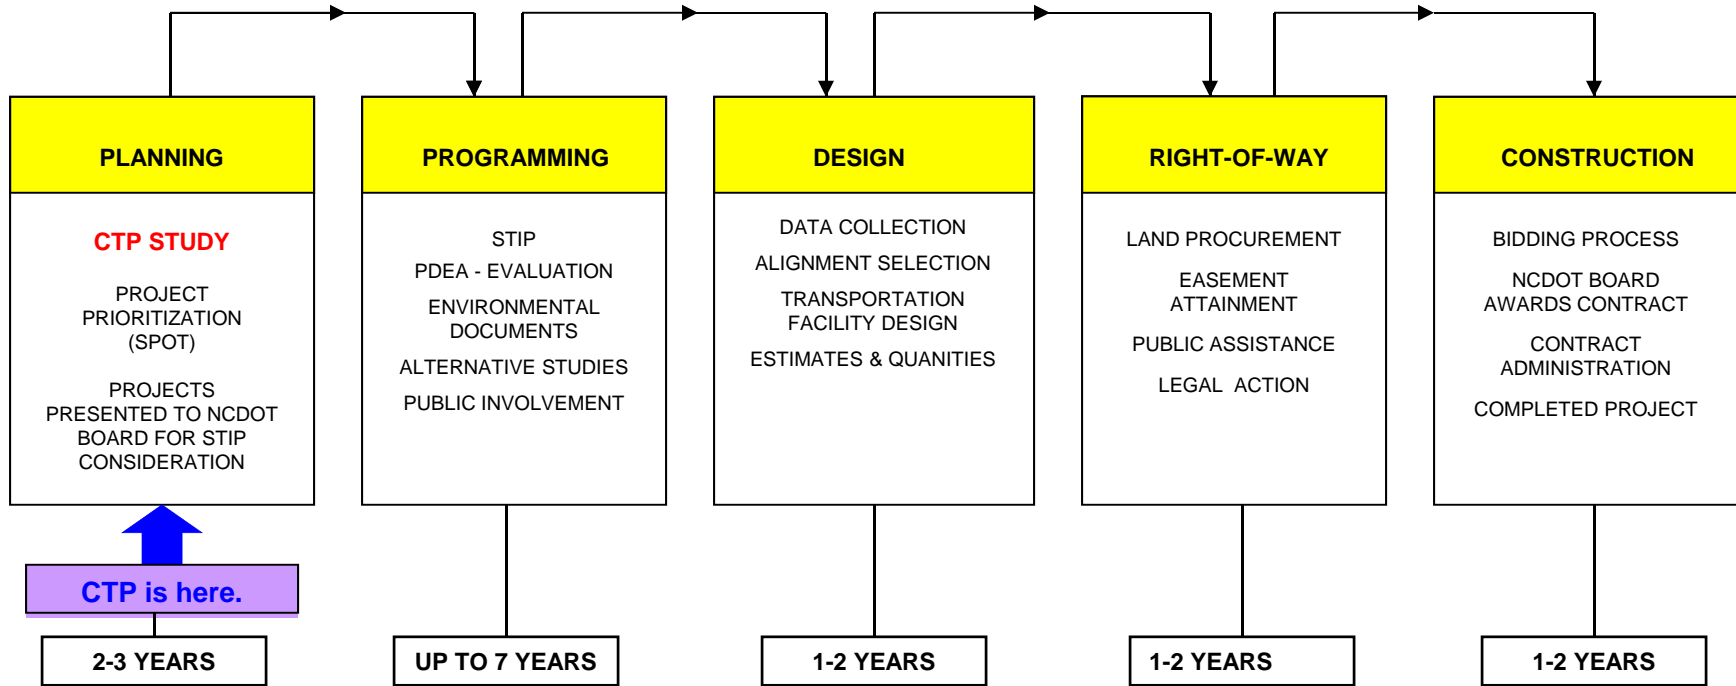 PLANNING
CTP STUDY
PROJECT
PRIORITIZATION
(SPOT)
PROJECTS
PRESENTED TO NCDOT
BOARD FOR STIP
CONSIDERATION
CTP is here.
2-3 YEARS
PROGRAMMING
STIP
PDEA - EVALUATION
ENVIRONMENTAL
DOCUMENTS
ALTERNATIVE STUDIES
PUBLIC INVOLVEMENT
UP TO 7 YEARS
DESIGN
DATA COLLECTION
ALIGNMENT SELECTION
TRANSPORTATION
FACILITY DESIGN
ESTIMATES & QUANITIES
1-2 YEARS
RIGHT-OF-WAY
LAND PROCUREMENT
EASEMENT
ATTAINMENT
PUBLIC ASSISTANCE
LEGAL ACTION
1-2 YEARS
CONSTRUCTION
BIDDING PROCESS
NCDOT BOARD
AWARDS CONTRACT
CONTRACT
ADMINISTRATION
COMPLETED PROJECT
1-2 YEARS